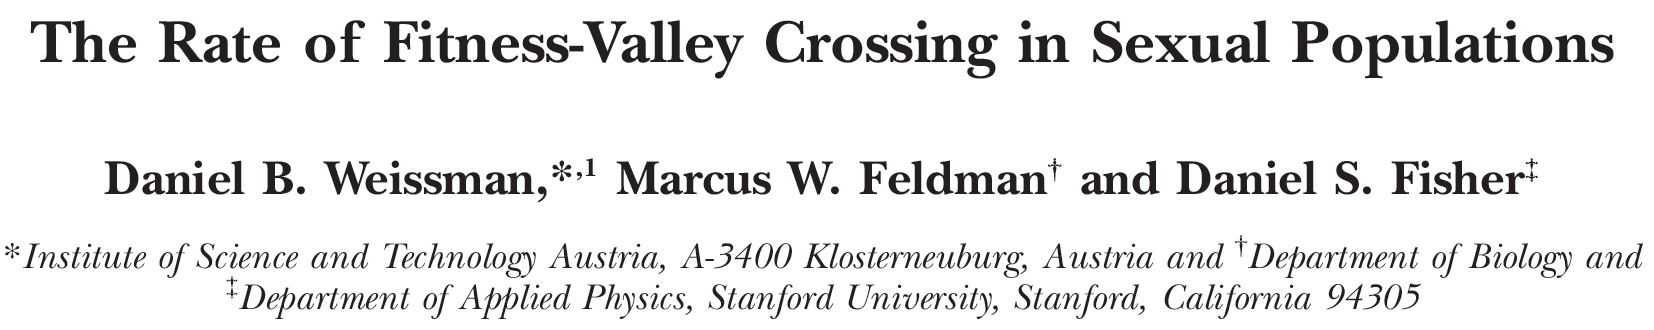 The Rate of Fitness-Valley Crossing in Sexual Populations
Daniel B. Weissman,*,1 Marcus W. Feldman† and Daniel S. Fisher‡
*Institute of Science and Technology Austria, A-3400 Klosterneuburg, Austria and †Department of Biology and
‡Department of Applied Physics, Stanford University, Stanford, California 94305